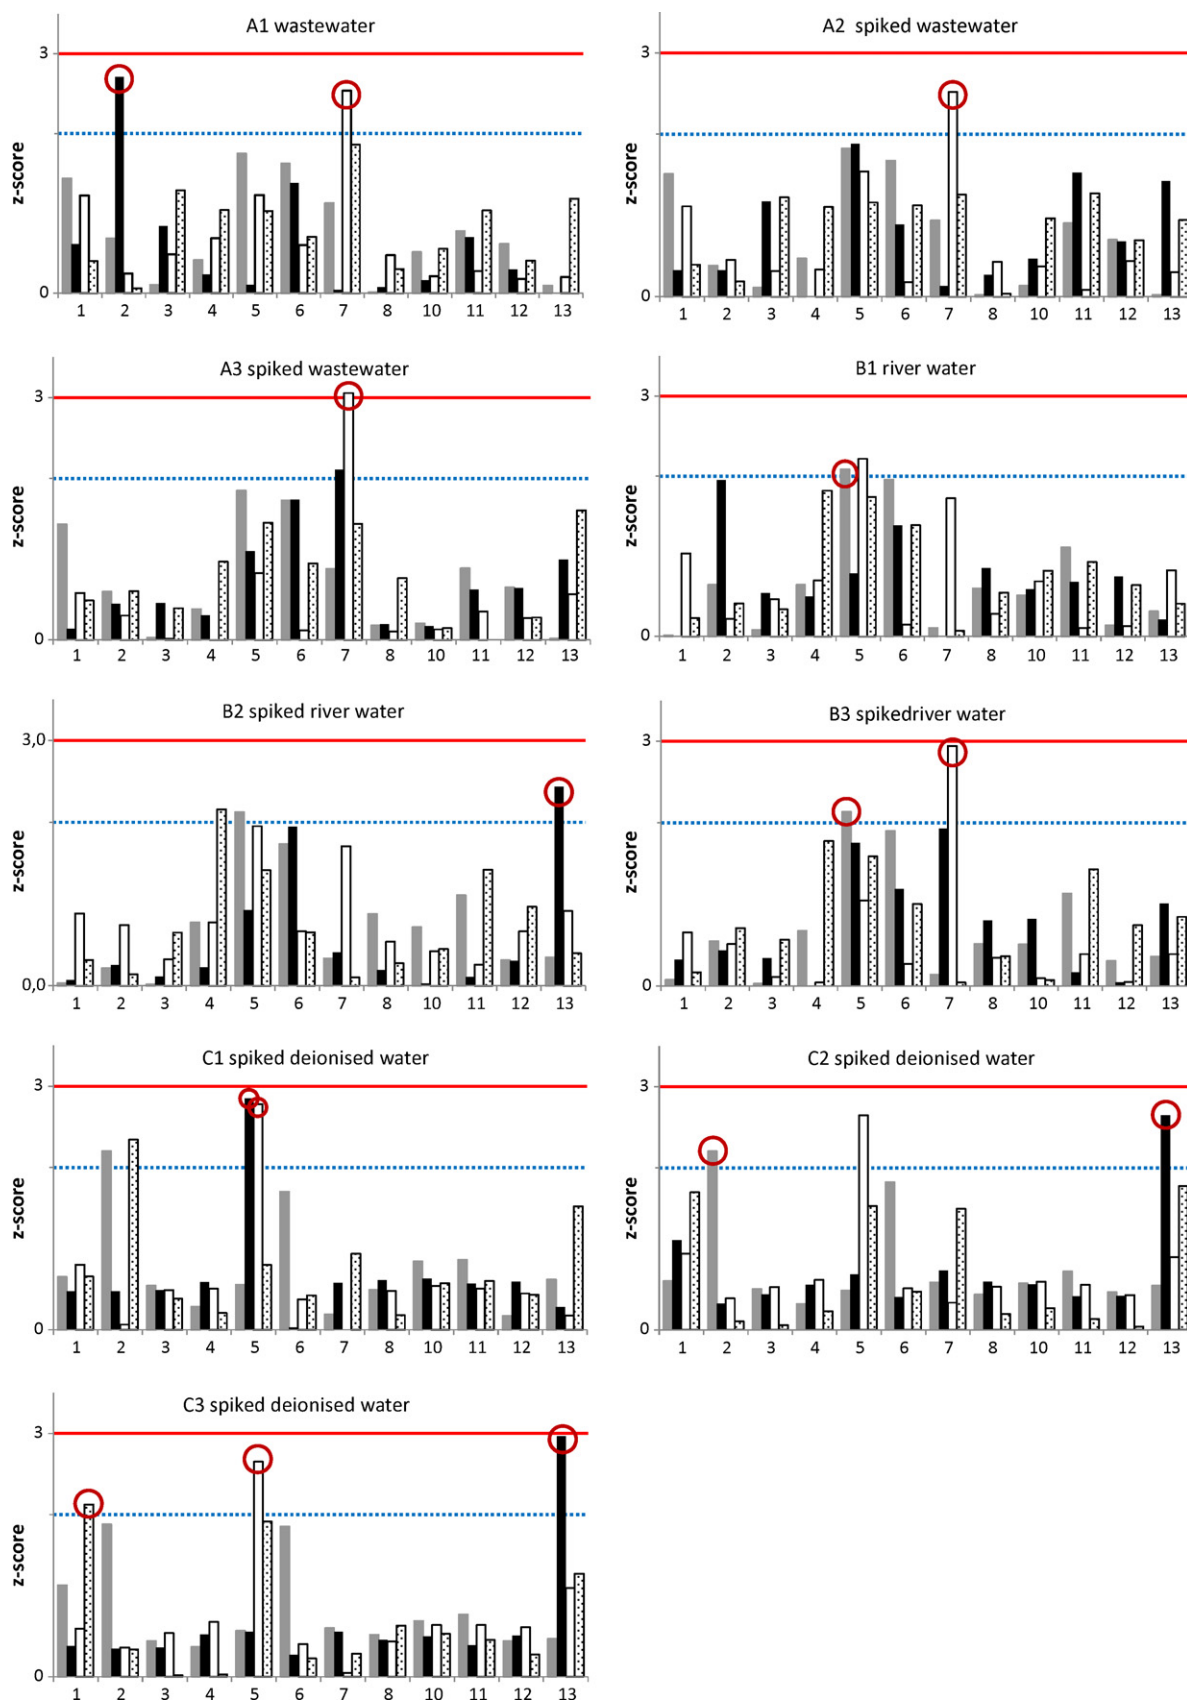 A1 wastewater
3
z-score
0
1 2 3 4 5 6 7 8 10 11 12 13
A2 spiked wastewater
3
z-score
0
1 2 3 4 5 6 7 8 10 11 12 13
A3 spiked wastewater
3
z-score
0
1 2 3 4 5 6 7 8 10 11 12 13
B1 river water
3
z-score
0
1 2 3 4 5 6 7 8 10 11 12 13
B2 spiked river water
3,0
z-score
0,0
1 2 3 4 5 6 7 8 10 11 12 13
B3 spikedriver water
3
z-score
0
1 2 3 4 5 6 7 8 10 11 12 13
C1 spiked deionised water
3
z-score
0
1 2 3 4 5 6 7 8 10 11 12 13
C2 spiked deionised water
3
z-score
0
1 2 3 4 5 6 7 8 10 11 12 13
C3 spiked deionised water
3
z-score
0
1 2 3 4 5 6 7 8 10 11 12 13